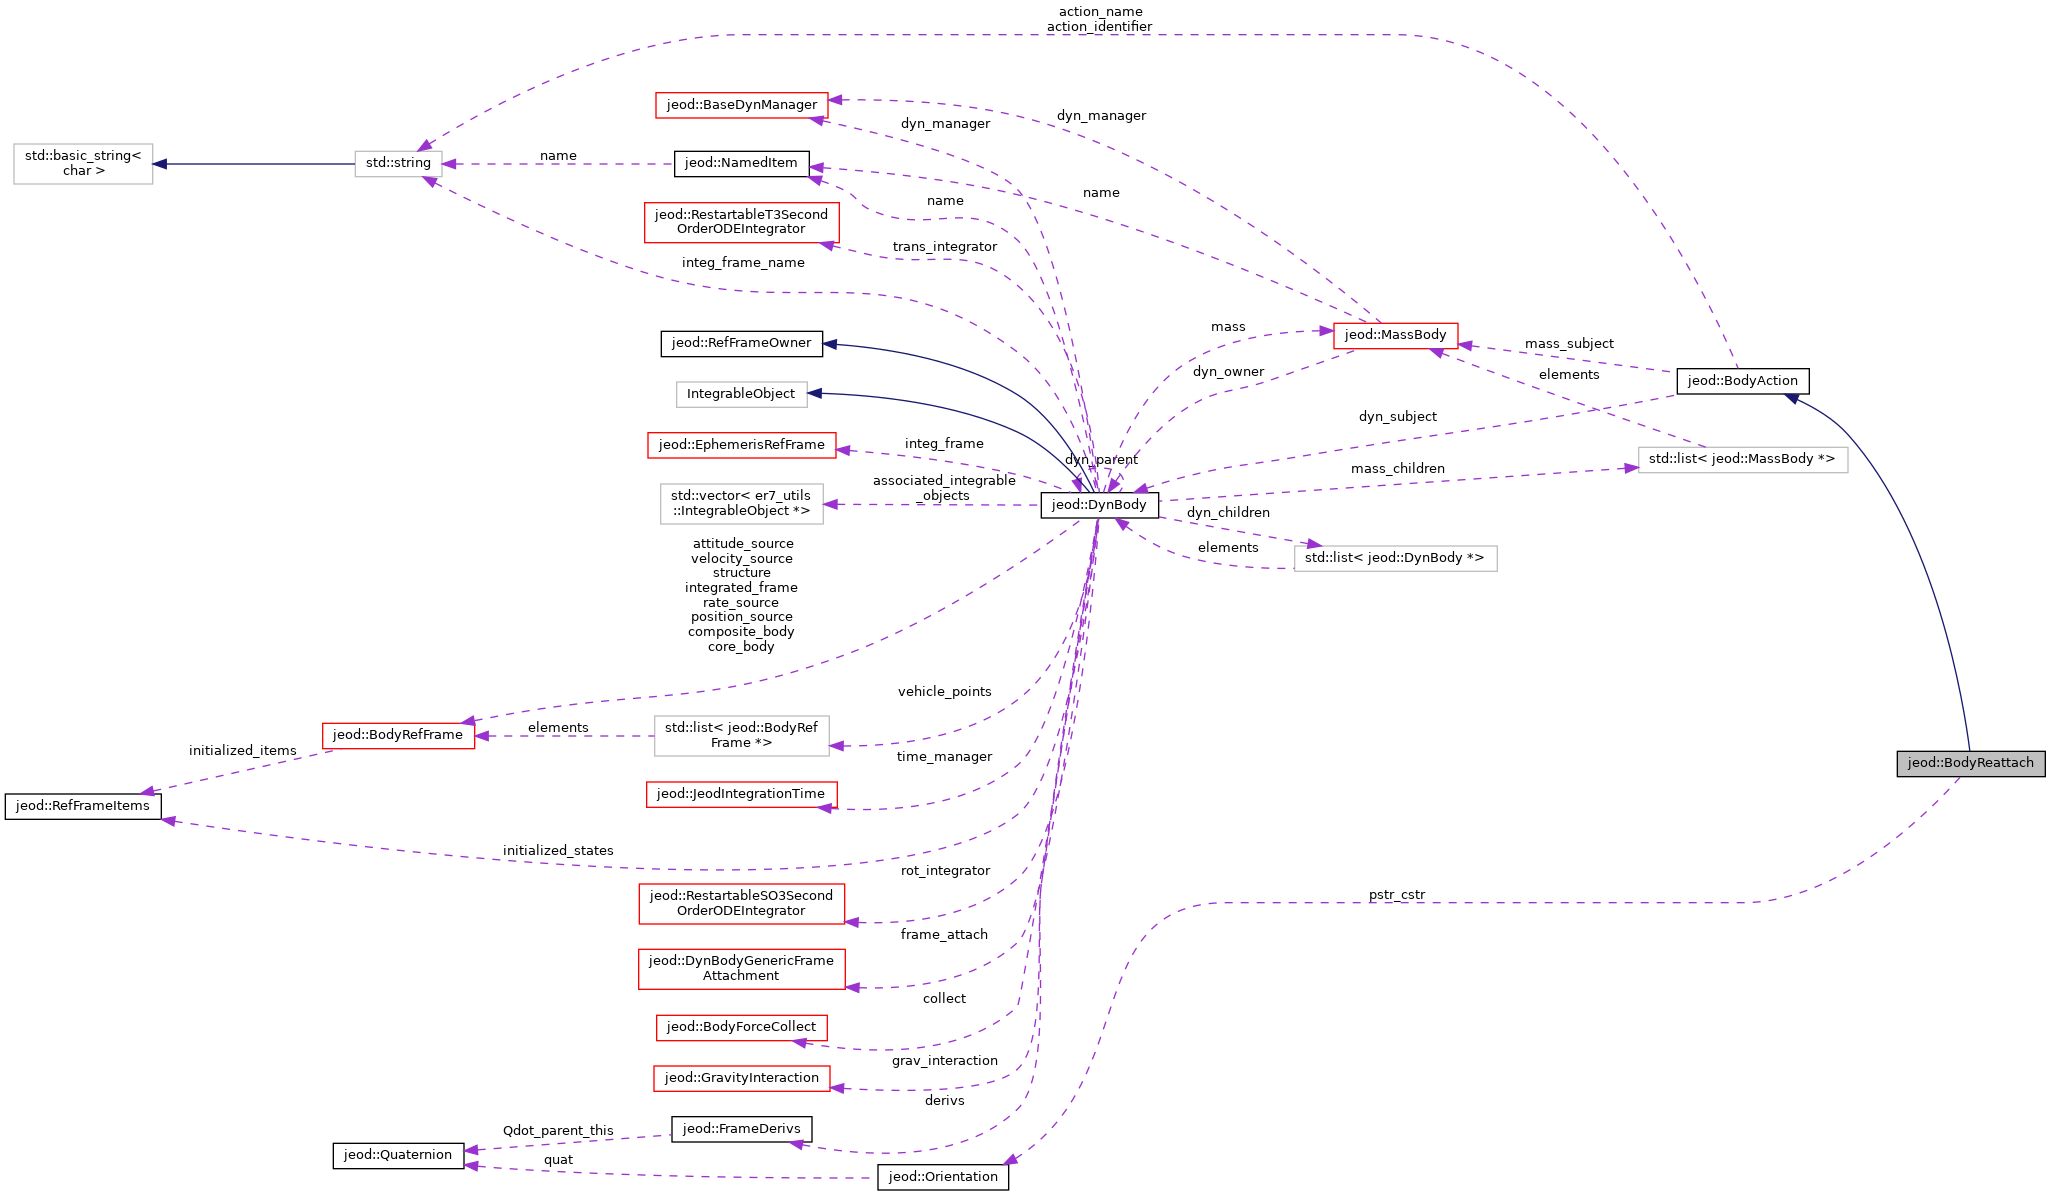 action_name
action_identifier
jeod::BaseDynManager
dyn_manager
dyn_manager
std::basic_string<
char >
std::string
name
jeod::NamedItem
name
name
jeod::RestartableT3Second
OrderODEIntegrator
trans_integrator
integ_frame_name
jeod::RefFrameOwner
mass
jeod::MassBody
mass_subject
dyn_owner
elements
jeod::BodyAction
IntegrableObject
dyn_subject
jeod::EphemerisRefFrame
integ_frame
dyn_parent
mass_children
std::list< jeod::MassBody *>
associated_integrable
_objects
std::vector< er7_utils
::IntegrableObject *>
jeod::DynBody
dyn_children
elements
std::list< jeod::DynBody *>
attitude_source
velocity_source
structure
integrated_frame
rate_source
position_source
composite_body
core_body
vehicle_points
std::list< jeod::BodyRef
Frame *>
elements
jeod::BodyRefFrame
initialized_items
time_manager
jeod::BodyReattach
jeod::JeodIntegrationTime
jeod::RefFrameItems
initialized_states
rot_integrator
jeod::RestartableSO3Second
OrderODEIntegrator
pstr_cstr
frame_attach
jeod::DynBodyGenericFrame
Attachment
collect
jeod::BodyForceCollect
grav_interaction
jeod::GravityInteraction
derivs
jeod::FrameDerivs
Qdot_parent_this
jeod::Quaternion
quat
jeod::Orientation